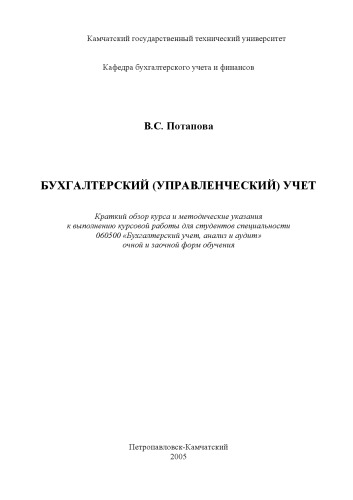 Камчатский государственный технический университет
Кафедра бухгалтерского учета и финансов
В.С. Потапова
БУХГАЛТЕРСКИЙ (УПРАВЛЕНЧЕСКИЙ) УЧЕТ
Краткий обзор курса и методические указания
к выполнению курсовой работы для студентов специальности
060500 «Бухгалтерский учет, анализ и аудит»
очной и заочной форм обучения
Петропавловск-Камчатский
2005